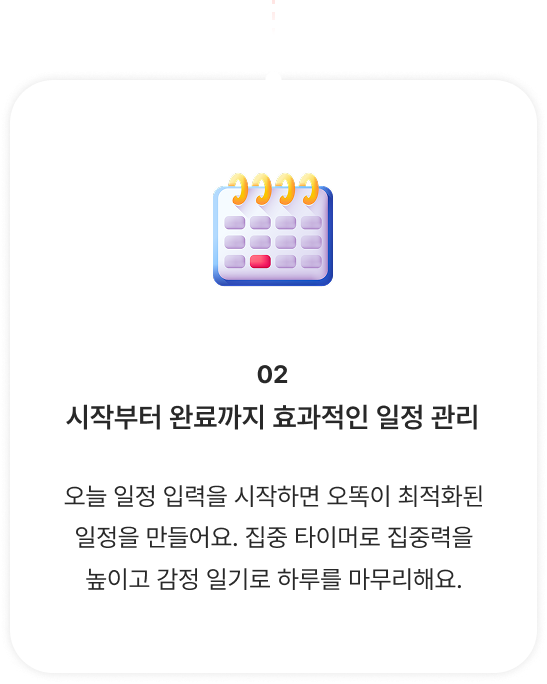 02
시작부터 완료까지 효과적인 일정 관리
오늘 일정 입력을 시작하면 오똑이 최적화된
일정을 만들어요. 집중 타이머로 집중력을
높이고 감정 일기로 하루를 마무리해요.